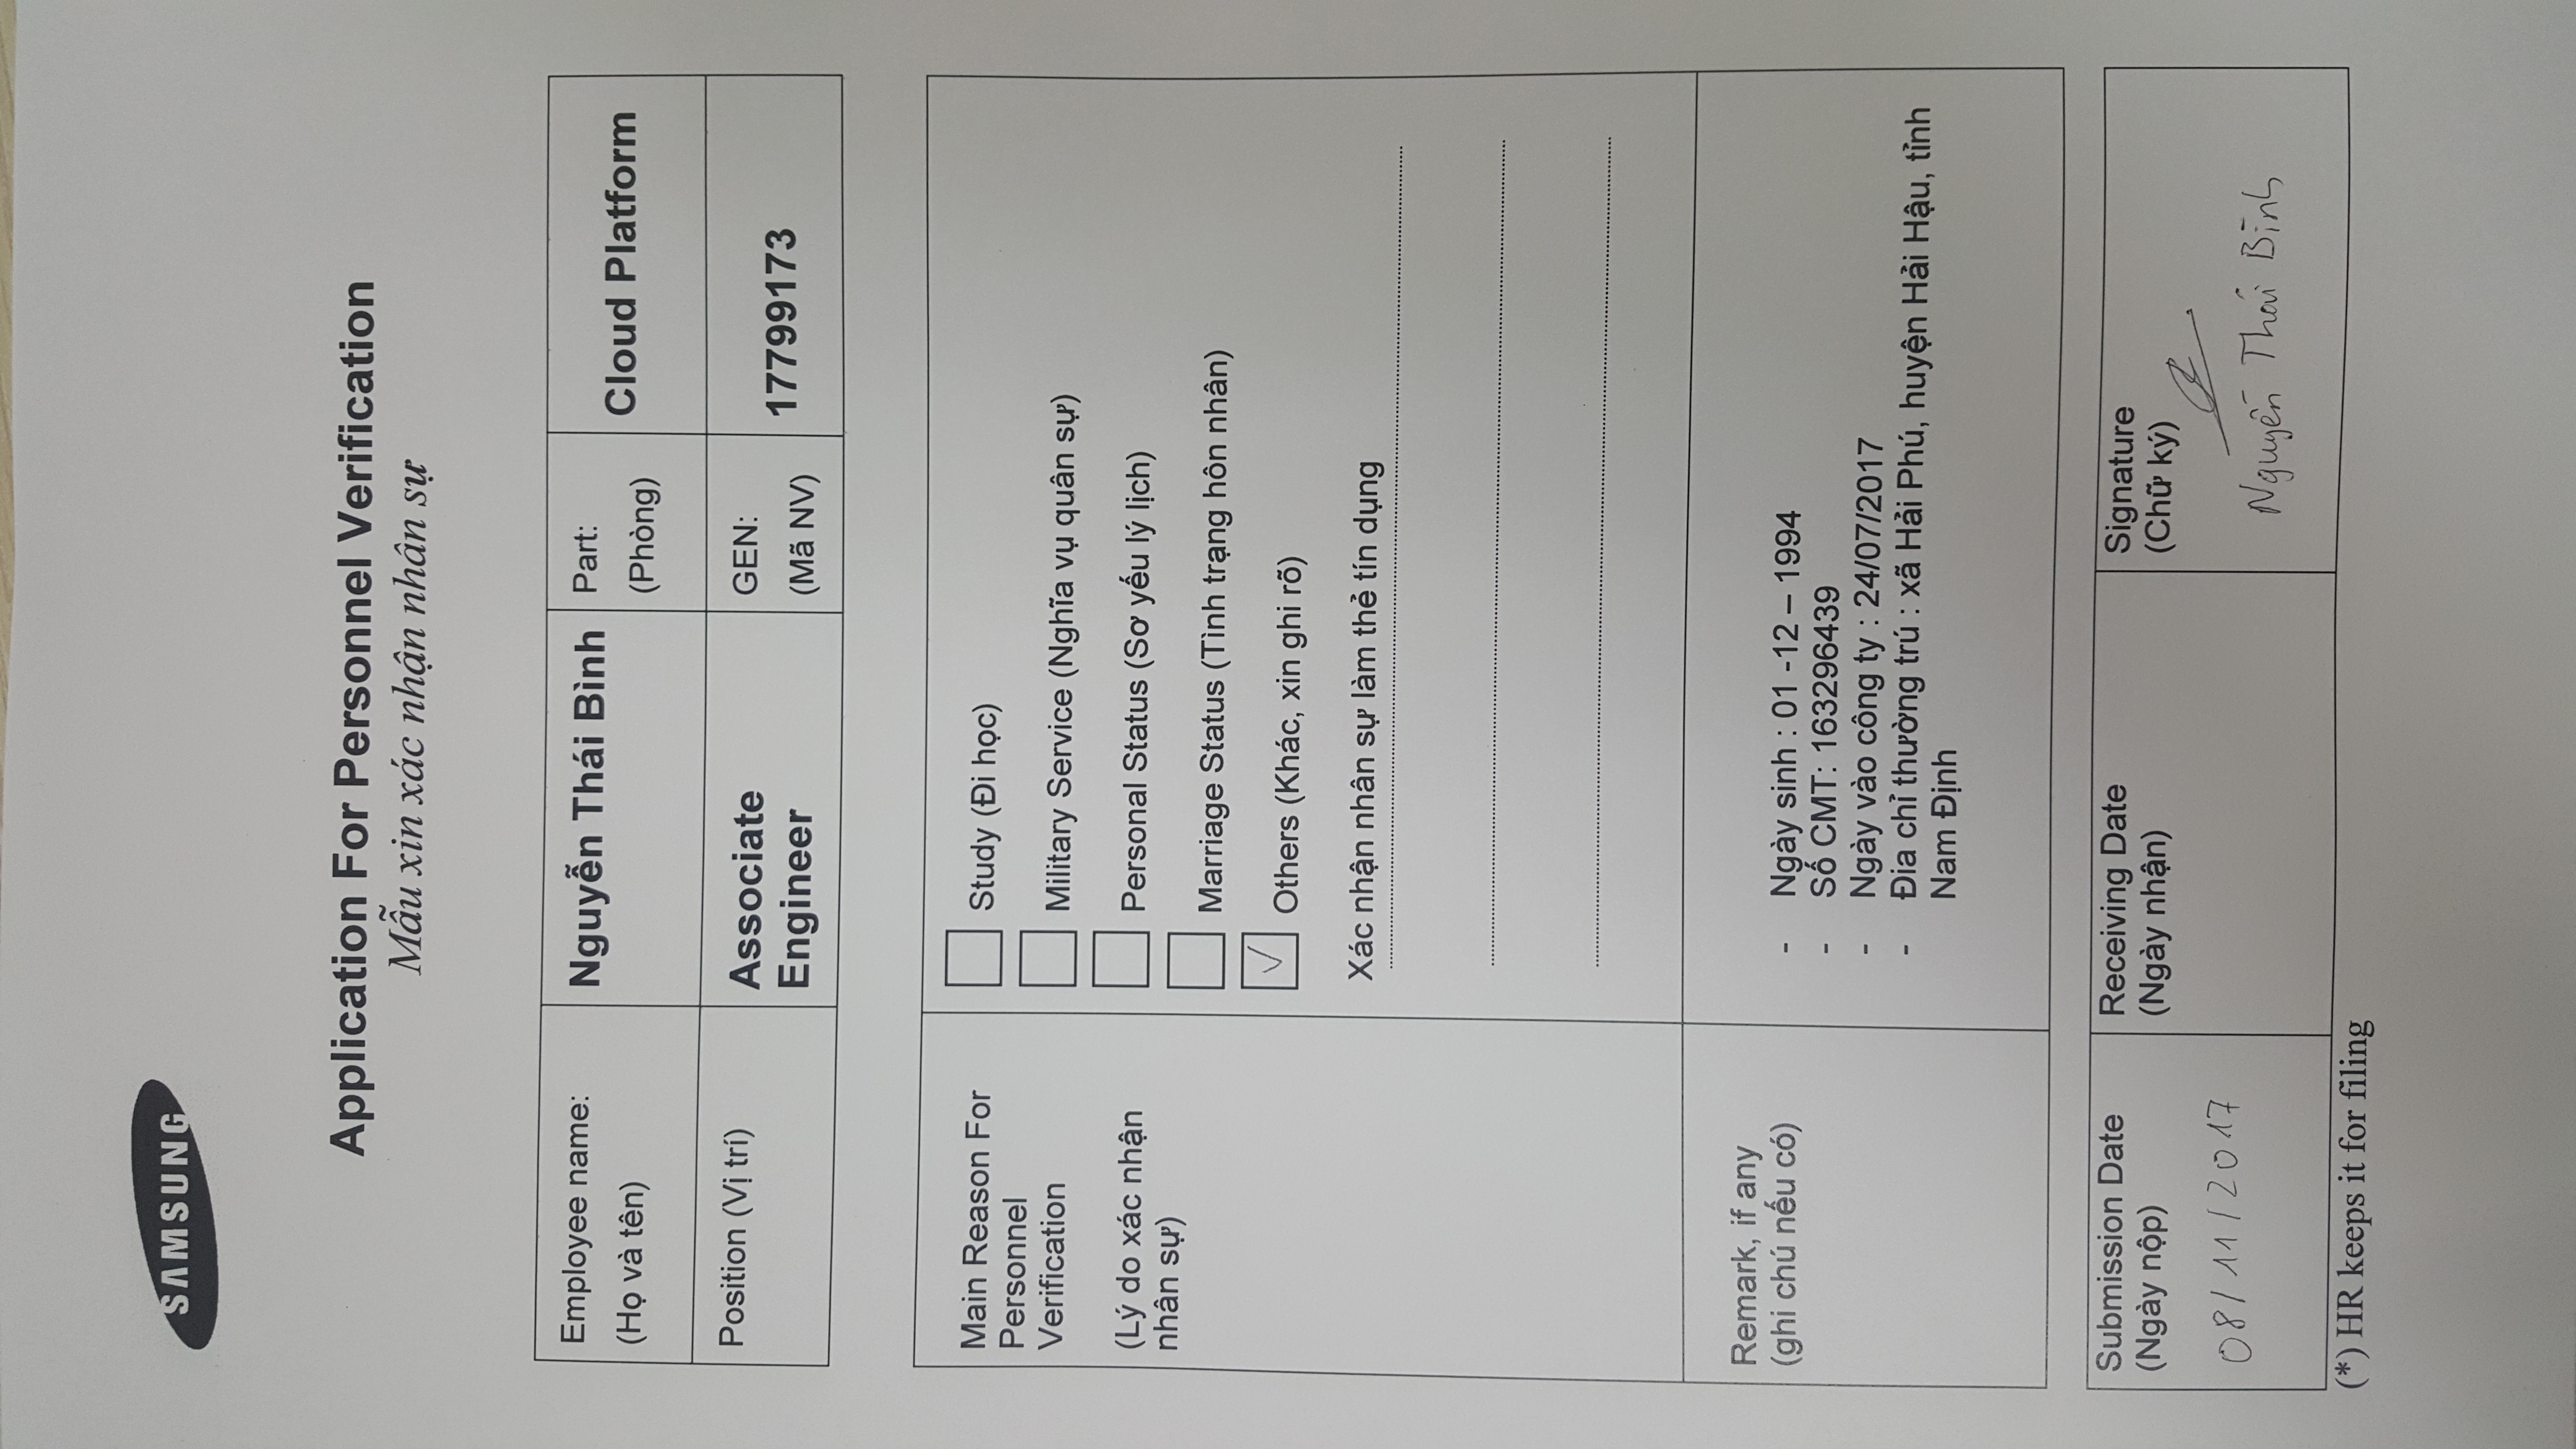 SAMSUNG
Application For Personnel Verification
Mẫu xin xác nhận nhân sự
Employee name:
(Họ và tên)
Nguyễn Thái Bình
Part:
(Phòng)
Cloud Platform
Position (Vị trí)
Associate
Engineer
GEN:
(Mã NV)
17799173
Main Reason For
Personnel
Verification
(Lý do xác nhận
nhân sự)
Study (Đi học)
Military Service (Nghĩa vụ quân sự)
Personal Status (Sơ yếu lý lịch)
Marriage Status (Tình trạng hôn nhân)
✓ Others (Khác, xin ghi rõ)
Xác nhận nhân sự làm thẻ tín dụng
Remark, if any
(ghi chú nếu có)
- Ngày sinh : 01 -12 – 1994
- Số CMT: 163296439
- Ngày vào công ty : 24/07/2017
- Đia chỉ thường trú : xã Hải Phú, huyện Hải Hậu, tỉnh
Nam Định
Submission Date
(Ngày nộp)
08/11/2017
Receiving Date
(Ngày nhận)
Signature
(Chữ ký)
Nguyễn Thái Bình
(*) HR keeps it for filing